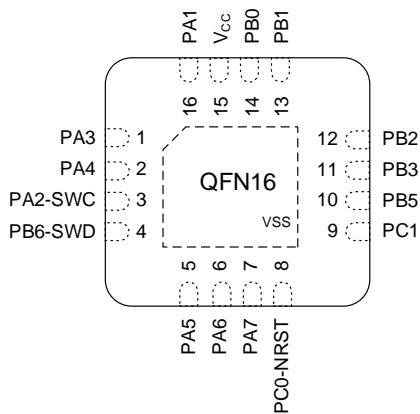 PA1
VCC
PB0
PB1
16
15
14
13
PA3 1
PA4 2
PA2-SWC 3
PB6-SWD 4
QFN16
VSS
12 PB2
11 PB3
10 PB5
9 PC1
5
6
7
8
PA5
PA6
PA7
PC0-NRST